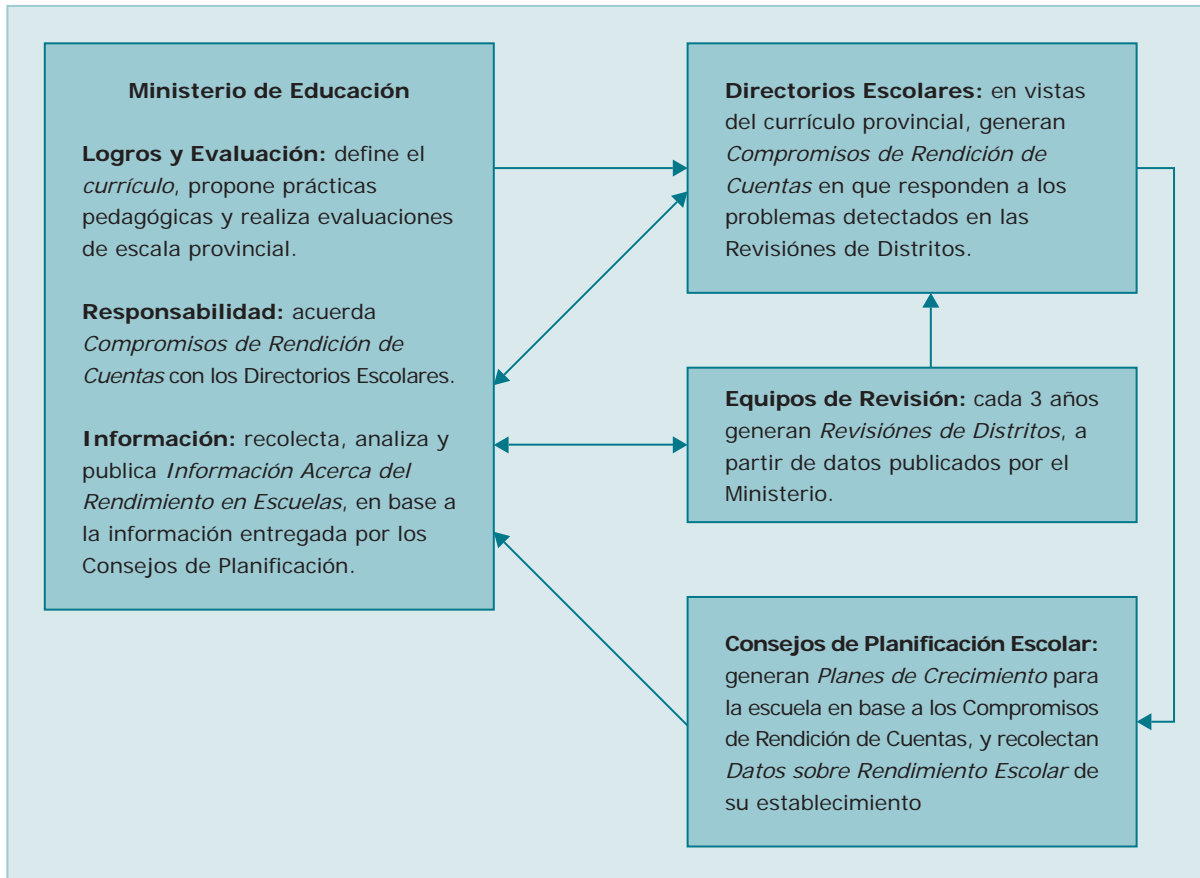 Ministerio de Educación
Logros y Evaluación: define el
currículo, propone prácticas
pedagógicas y realiza evaluaciones
de escala provincial.
Responsabilidad: acuerda
Compromisos de Rendición de
Cuentas con los Directorios Escolares.
Información: recolecta, analiza y
publica Información Acerca del
Rendimiento en Escuelas, en base a
la información entregada por los
Consejos de Planificación.
Directorios Escolares: en vistas
del currículo provincial, generan
Compromisos de Rendición de
Cuentas en que responden a los
problemas detectados en las
Revisiónes de Distritos.
Equipos de Revisión: cada 3 años
generan Revisiónes de Distritos, a
partir de datos publicados por el
Ministerio.
Consejos de Planificación Escolar:
generan Planes de Crecimiento para
la escuela en base a los Compromisos
de Rendición de Cuentas, y recolectan
Datos sobre Rendimiento Escolar de
su establecimiento